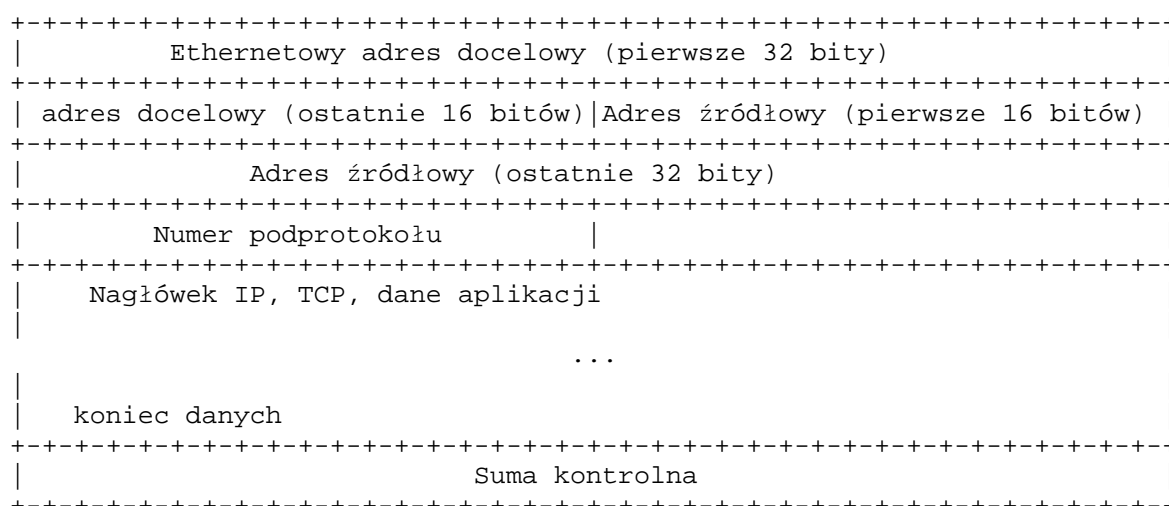 Ethernetowy adres docelowy (pierwsze 32 bity)
adres docelowy (ostatnie 16 bitów)|Adres źródłowy (pierwsze 16 bitów)
Adres źródłowy (ostatnie 32 bity)
Numer podprotokołu
Nagłówek IP, TCP, dane aplikacji
...
koniec danych
Suma kontrolna